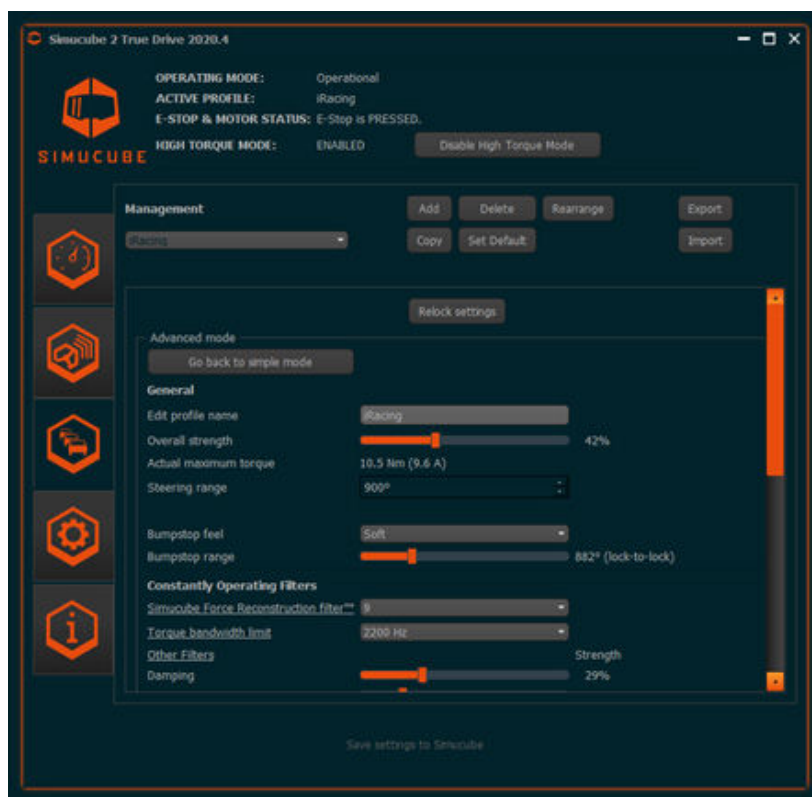 Simucube 2 True Drive 2020.4
OPERATING MODE: Operational
ACTIVE PROFILE: iRacing
E-STOP & MOTOR STATUS: E-Stop is PRESSED.
HIGH TORQUE MODE: ENABLED Disable High Torque Mode
SIMUCUBE
Management Add Delete Rearrange Export
iRacing Copy Set Default Import
Relock settings
Advanced mode
Go back to simple mode
General
Edit profile name iRacing
Overall strength 42%
Actual maximum torque 10.5 Nm (9.6 A)
Steering range 900°
Bumpstop feel Soft
Bumpstop range 882° (lock-to-lock)
Constantly Operating Filters
Simucube Force Reconstruction filter™ 9
Torque bandwidth limit 2200 Hz
Other Filters Strength
Damping 29%
Save settings to Simucube